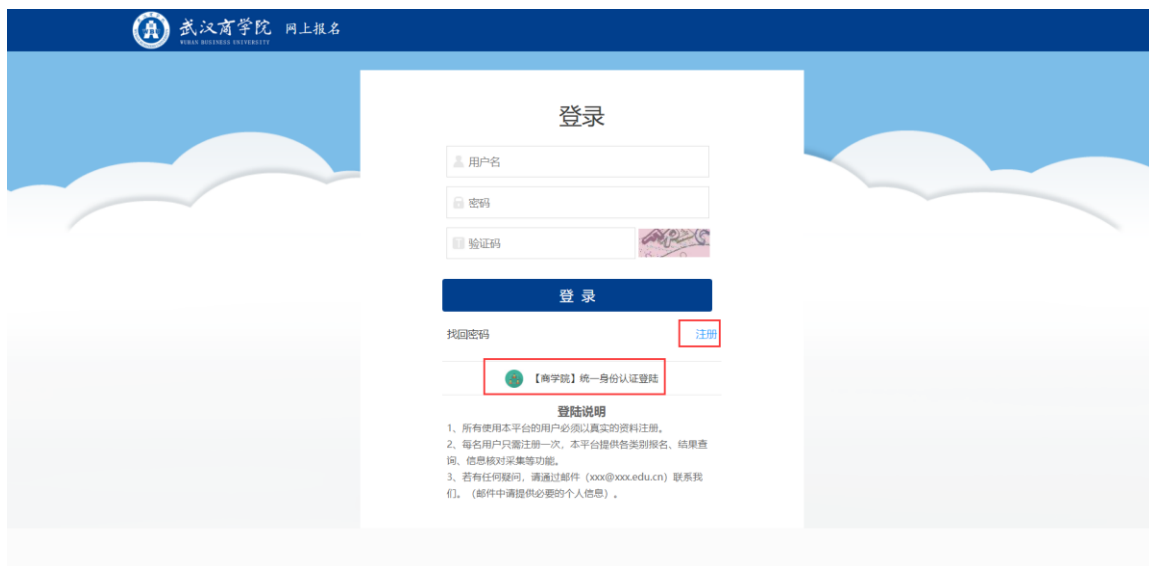 武汉商学院 网上报名
WUHAN BUSINESS UNIVERSITY
登录
用户名
密码
验证码
登 录
找回密码
注册
【商学院】统一身份认证登陆
登陆说明
1、所有使用本平台的用户必须以真实的资料注册。
2、每名用户只需注册一次，本平台提供各类别报名、结果查
询、信息核对采集等功能。
3、若有任何疑问，请通过邮件（xxx@xxx.edu.cn）联系我
们。（邮件中请提供必要的个人信息）。